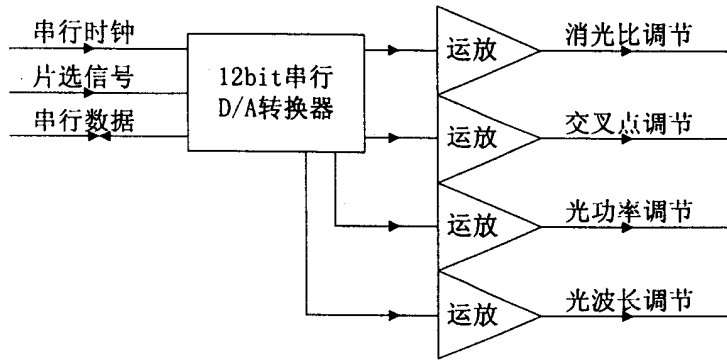 串行时钟
片选信号
串行数据
12bit串行
D/A转换器
运放
消光比调节
运放
交叉点调节
运放
光功率调节
运放
光波长调节